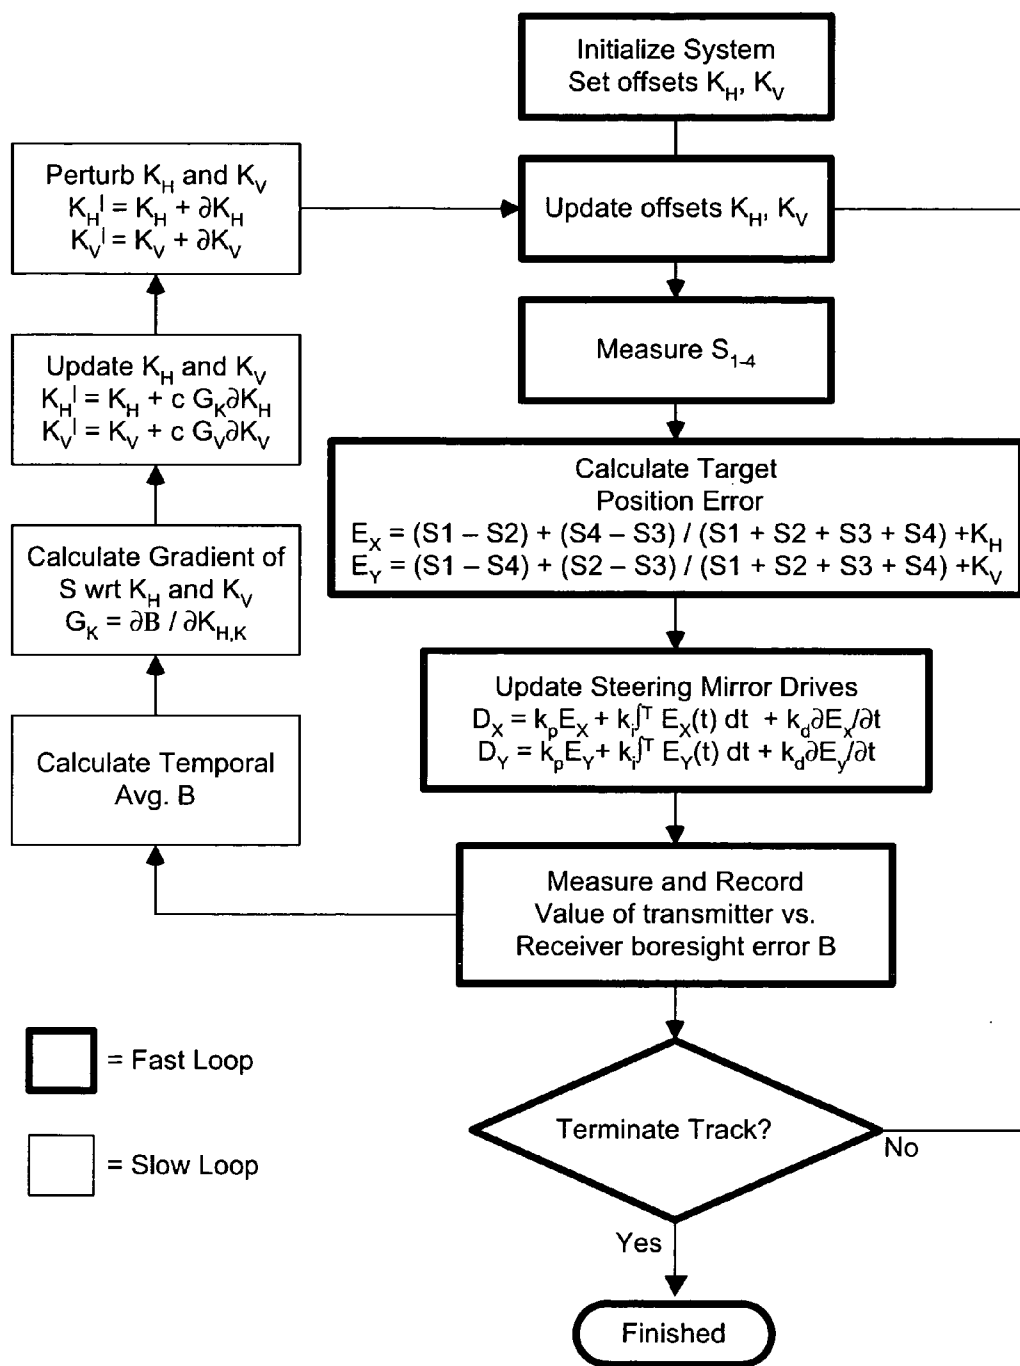 Initialize System
Set offsets K_H, K_V
Perturb K_H and K_V
K_H^| = K_H + ∂K_H
K_V^| = K_V + ∂K_V
Update offsets K_H, K_V
Measure S_1-4
Update K_H and K_V
K_H^| = K_H + c G_K∂K_H
K_V^| = K_V + c G_V∂K_V
Calculate Target
Position Error
E_X = (S1 – S2) + (S4 – S3) / (S1 + S2 + S3 + S4) +K_H
E_Y = (S1 – S4) + (S2 – S3) / (S1 + S2 + S3 + S4) +K_V
Calculate Gradient of
S wrt K_H and K_V
G_K = ∂B / ∂K_H,K
Update Steering Mirror Drives
D_X = k_pE_X + k_i∫^T E_X(t) dt + k_d∂E_x/∂t
D_Y = k_pE_Y+ k_i∫^T E_Y(t) dt + k_d∂E_y/∂t
Calculate Temporal
Avg. B
Measure and Record
Value of transmitter vs.
Receiver boresight error B
= Fast Loop
= Slow Loop
Terminate Track?
No
Yes
Finished